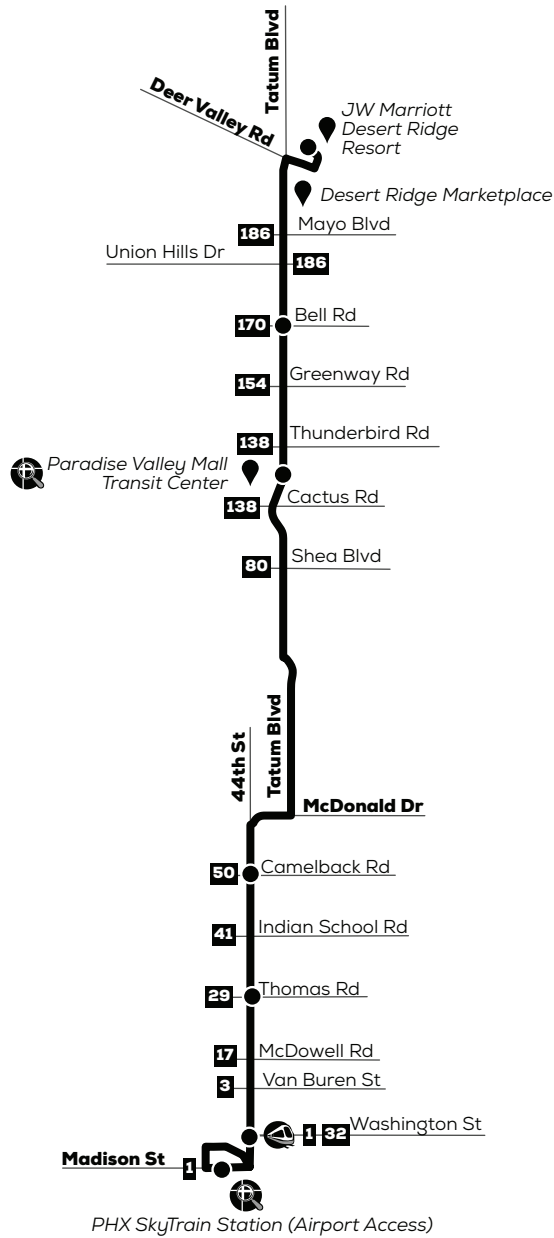 Tatum Blvd
Deer Valley Rd
JW Marriott
Desert Ridge
Resort
Desert Ridge Marketplace
186 Mayo Blvd
Union Hills Dr 186
170 Bell Rd
154 Greenway Rd
138 Thunderbird Rd
Paradise Valley Mall
Transit Center
138 Cactus Rd
80 Shea Blvd
44th St
Tatum Blvd
McDonald Dr
50 Camelback Rd
41 Indian School Rd
29 Thomas Rd
17 McDowell Rd
3 Van Buren St
1 32 Washington St
Madison St 1
PHX SkyTrain Station (Airport Access)